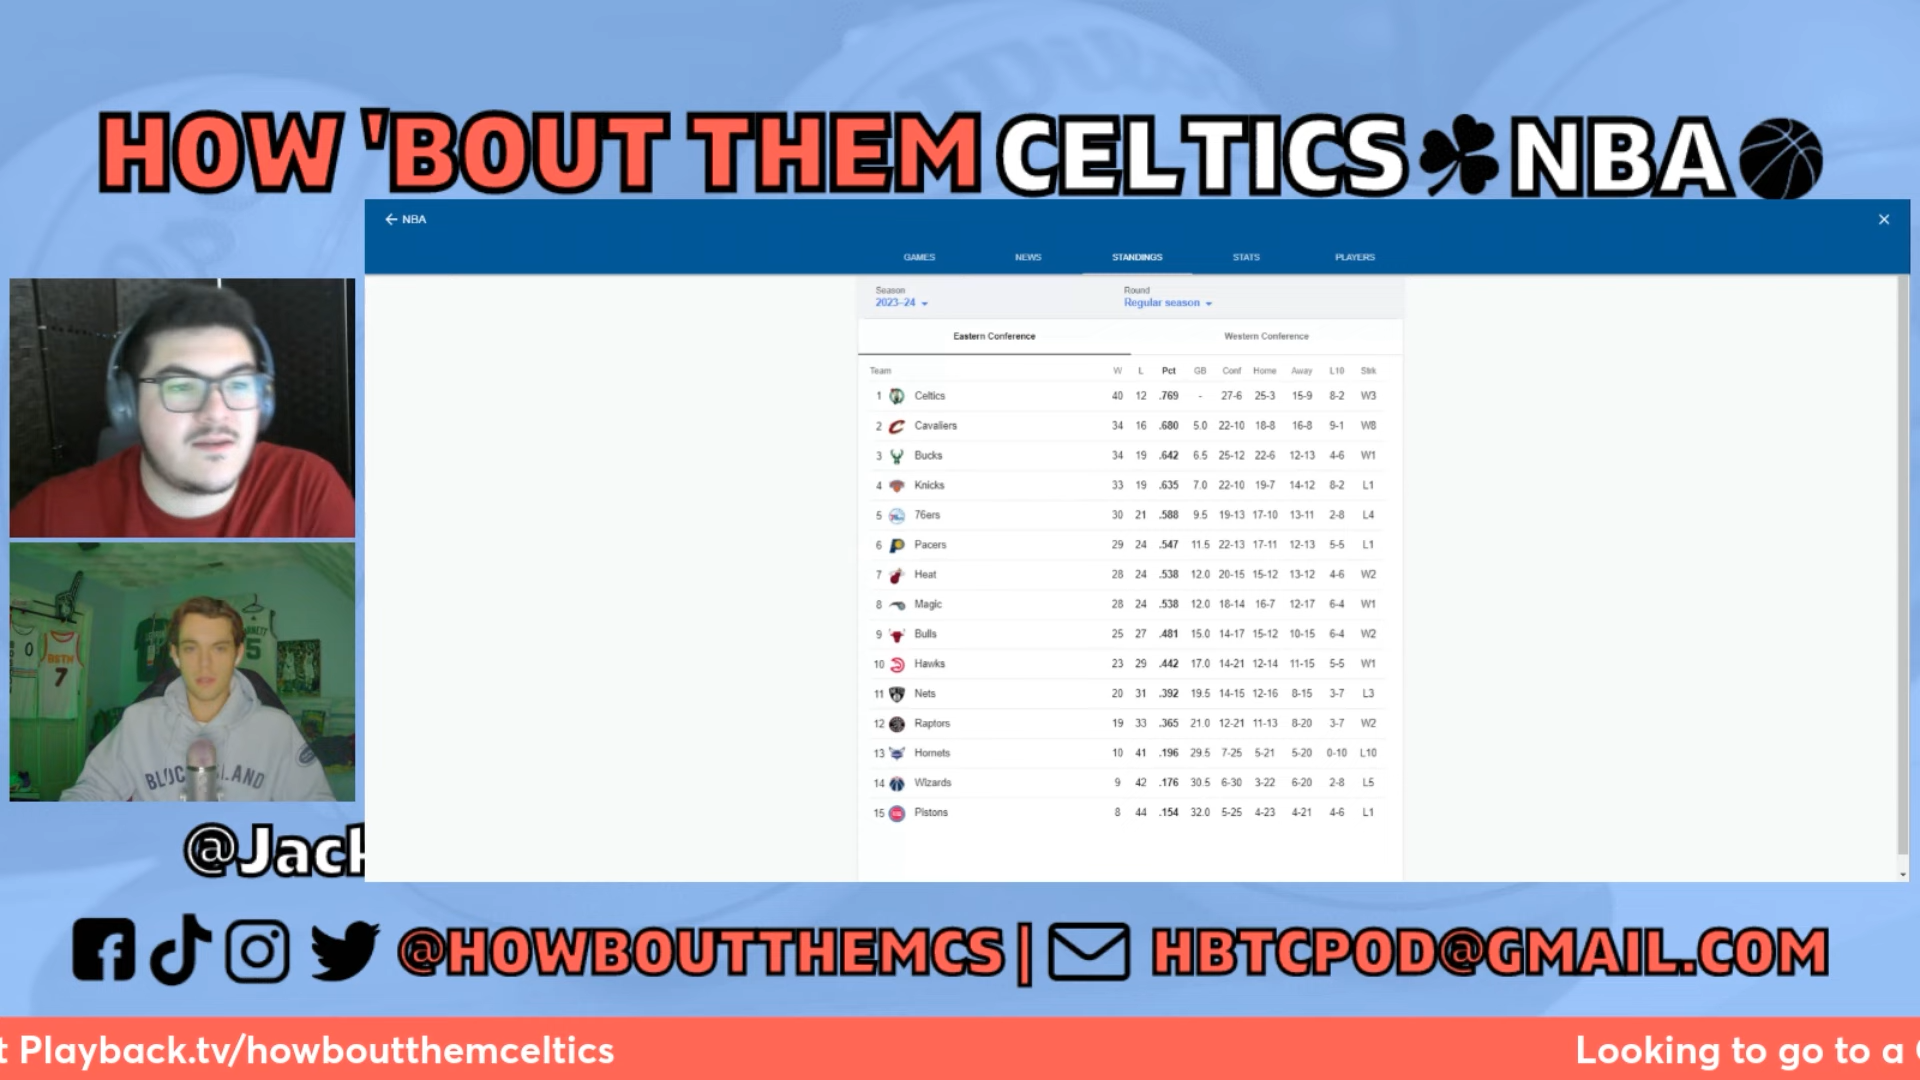 HOW 'BOUT THEM CELTICS NBA
← NBA
GAMES NEWS STANDINGS STATS PLAYERS
Season Round
2023–24 Regular season
Eastern Conference Western Conference
Team W L Pct GB Conf Home Away L10 Strk
1 Celtics 40 12 .769 - 27-6 25-3 15-9 8-2 W3
2 Cavaliers 34 16 .680 5.0 22-10 18-8 16-8 9-1 W8
3 Bucks 34 19 .642 6.5 25-12 22-6 12-13 4-6 W1
4 Knicks 33 19 .635 7.0 22-10 19-7 14-12 8-2 L1
5 76ers 30 21 .588 9.5 19-13 17-10 13-11 2-8 L4
6 Pacers 29 24 .547 11.5 22-13 17-11 12-13 5-5 L1
7 Heat 28 24 .538 12.0 20-15 15-12 13-12 4-6 W2
8 Magic 28 24 .538 12.0 18-14 16-7 12-17 6-4 W1
9 Bulls 25 27 .481 15.0 14-17 15-12 10-15 6-4 W2
10 Hawks 23 29 .442 17.0 14-21 12-14 11-15 5-5 W1
11 Nets 20 31 .392 19.5 14-15 12-16 8-15 3-7 L3
12 Raptors 19 33 .365 21.0 12-21 11-13 8-20 3-7 W2
13 Hornets 10 41 .196 29.5 7-25 5-21 5-20 0-10 L10
14 Wizards 9 42 .176 30.5 6-30 3-22 6-20 2-8 L5
15 Pistons 8 44 .154 32.0 5-25 4-23 4-21 4-6 L1
0
BSTN
7
5
@Jack
@HOWBOUTTHEMCS | HBTCPOD@GMAIL.COM
t Playback.tv/howboutthemceltics Looking to go to a